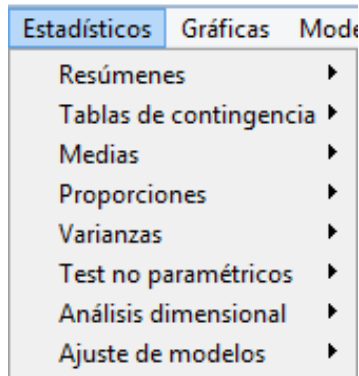 Estadísticos Gráficas Mode
Resúmenes
Tablas de contingencia
Medias
Proporciones
Varianzas
Test no paramétricos
Análisis dimensional
Ajuste de modelos